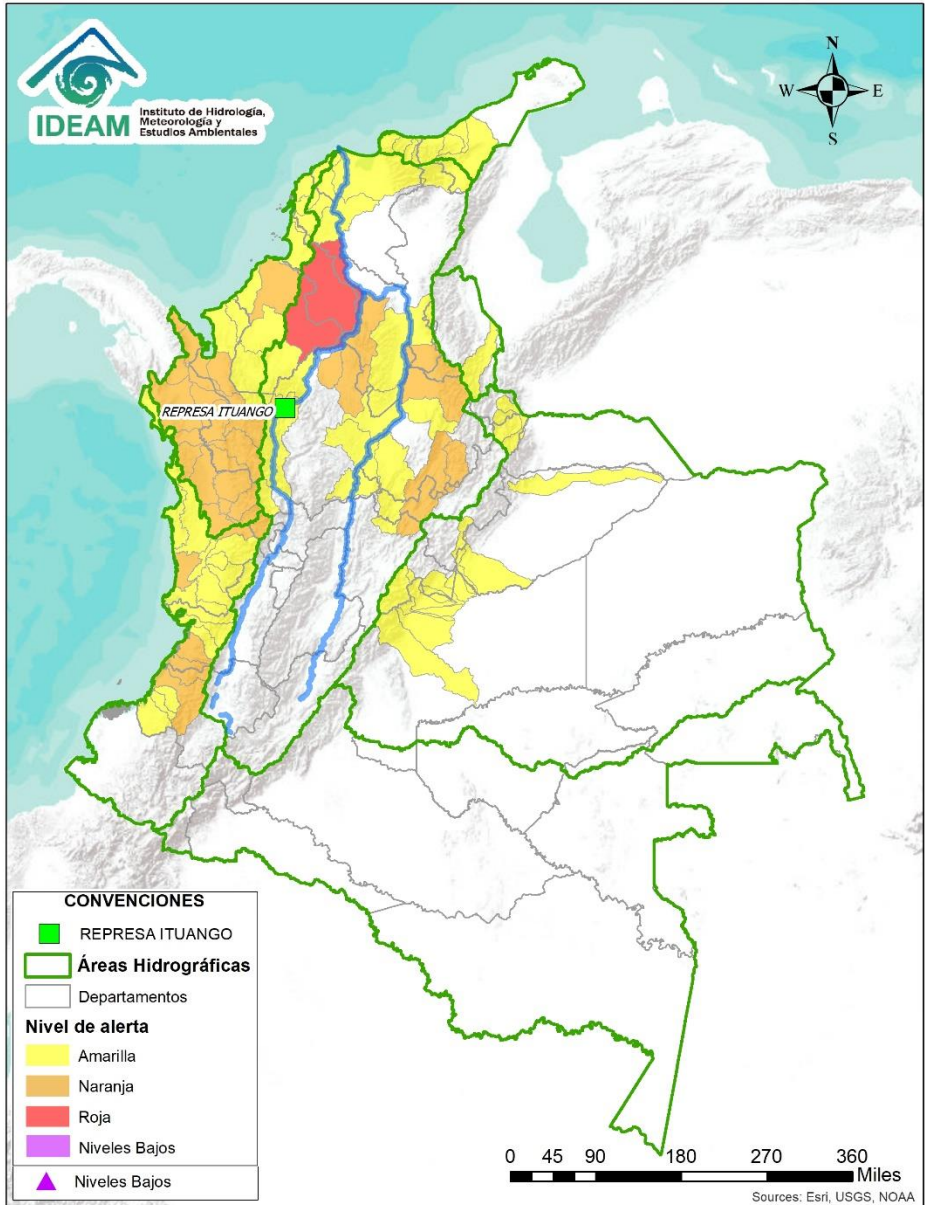 IDEAM
Instituto de Hidrología,
Meteorología y
Estudios Ambientales
N
W
E
S
REPRESA ITUANGO
CONVENCIONES
REPRESA ITUANGO
Áreas Hidrográficas
Departamentos
Nivel de alerta
Amarilla
Naranja
Roja
Niveles Bajos
Niveles Bajos
0 45 90 180 270 360
Miles
Sources: Esri, USGS, NOAA